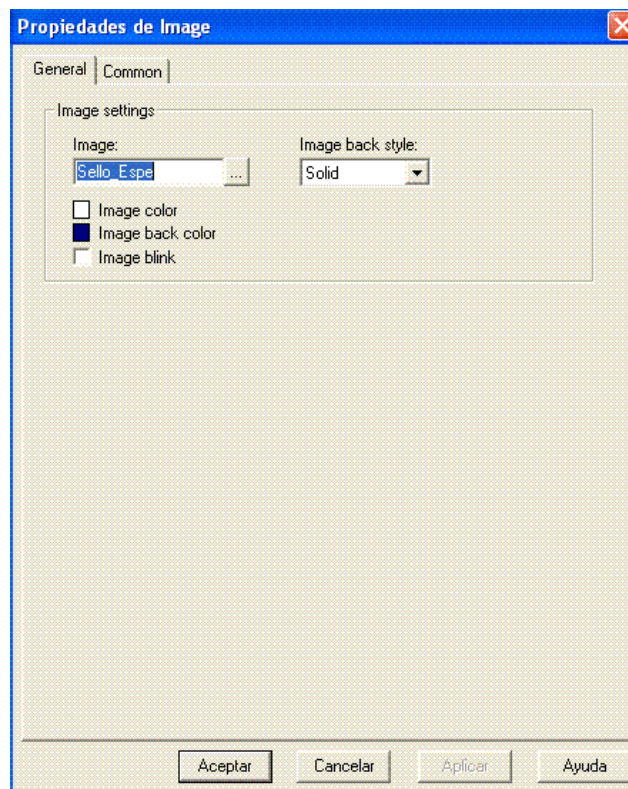 Propiedades de Image
General Common
Image settings
Image: Image back style:
Sello_Espe ... Solid
Image color
Image back color
Image blink
Aceptar Cancelar Aplicar Ayuda